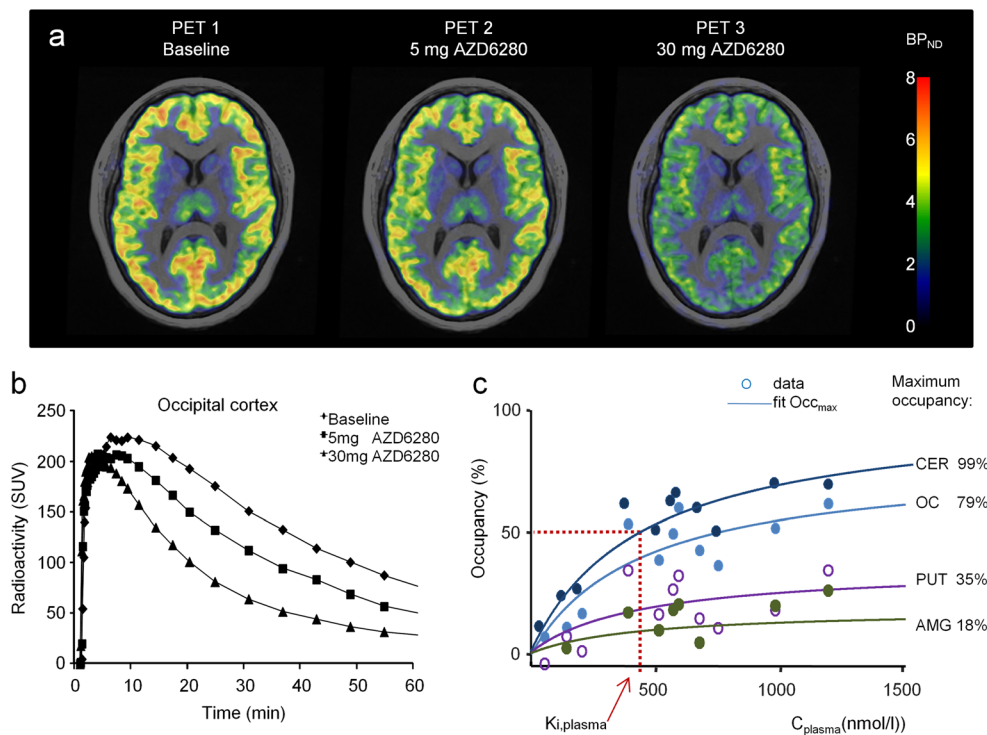 a
PET 1
Baseline
PET 2
5 mg AZD6280
PET 3
30 mg AZD6280
BPND
8
6
4
2
0
b
Occipital cortex
Baseline
5mg AZD6280
30mg AZD6280
Radioactivity (SUV)
250
200
150
100
50
0
0 10 20 30 40 50 60
Time (min)
c
data
fit Occmax
Maximum
occupancy:
Occupancy (%)
100
50
0
CER 99%
OC 79%
PUT 35%
AMG 18%
500 1000 1500
Ki,plasma
Cplasma(nmol/l))